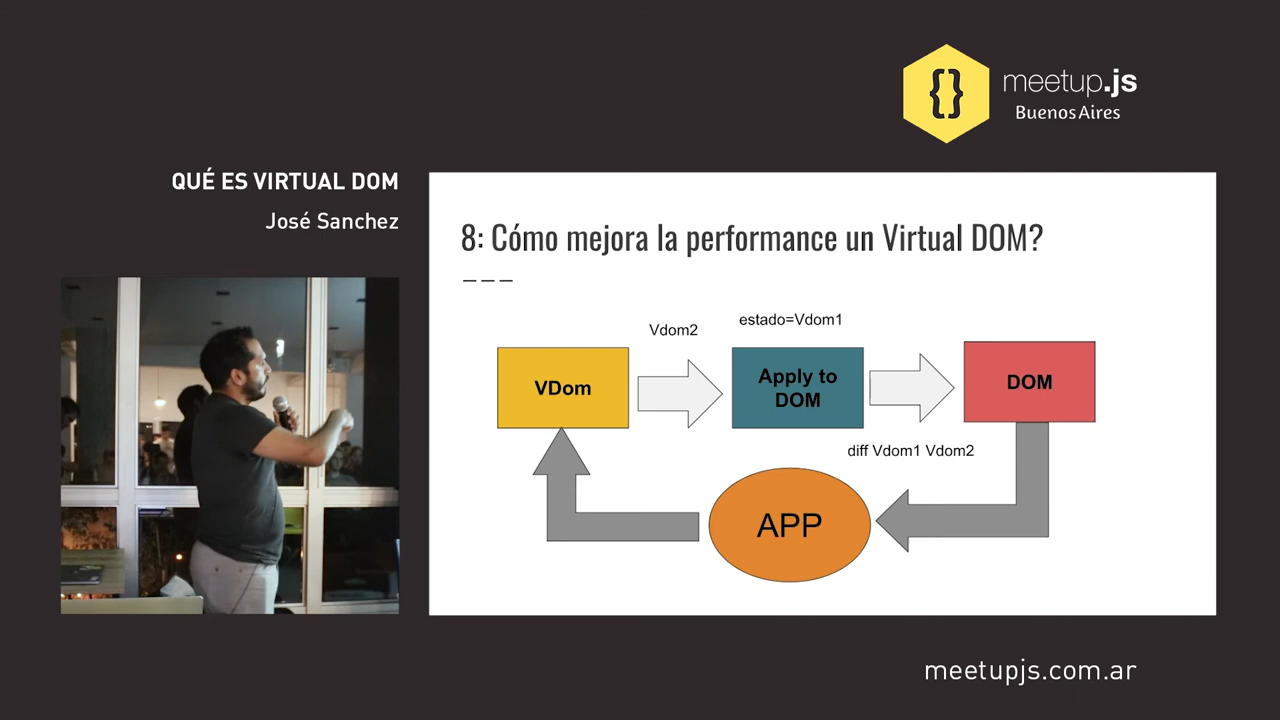 {}
meetup.js
Buenos Aires
QUÉ ES VIRTUAL DOM
José Sanchez
8: Cómo mejora la performance un Virtual DOM?
Vdom2
estado=Vdom1
VDom
Apply to
DOM
DOM
diff Vdom1 Vdom2
APP
meetupjs.com.ar